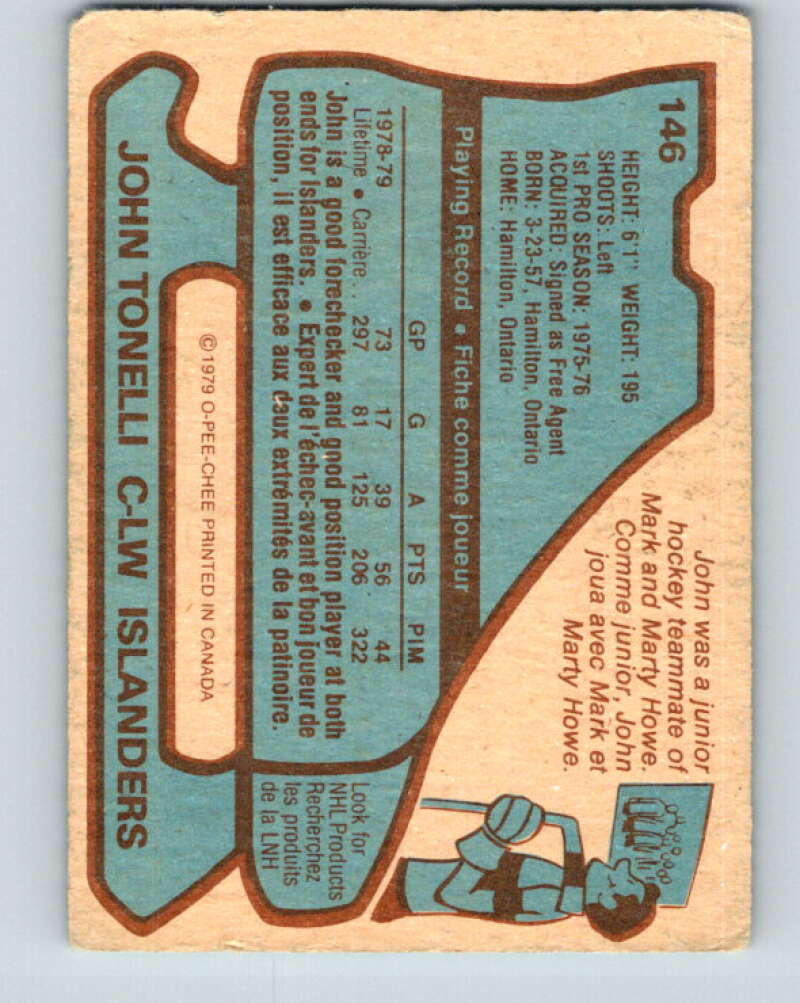 146
HEIGHT: 6'1" WEIGHT: 195
SHOOTS: Left
1st PRO SEASON: 1975-76
ACQUIRED: Signed as Free Agent
BORN: 3-23-57, Hamilton, Ontario
HOME: Hamilton, Ontario
John was a junior
hockey teammate of
Mark and Marty Howe.
Comme junior, John
joua avec Mark et
Marty Howe.
Playing Record • Fiche comme joueur
GP G A PTS PIM
1978-79 73 17 39 56 44
Lifetime • Carrière .. 297 81 125 206 322
John is a good forechecker and good position player at both
ends for Islanders. • Expert de l'échec-avant et bon joueur de
position, il est efficace aux deux extrémités de la patinoire.
Look for
NHL Products
Recherchez
les produits
de la LNH
©1979 O-PEE-CHEE PRINTED IN CANADA
JOHN TONELLI C-LW ISLANDERS